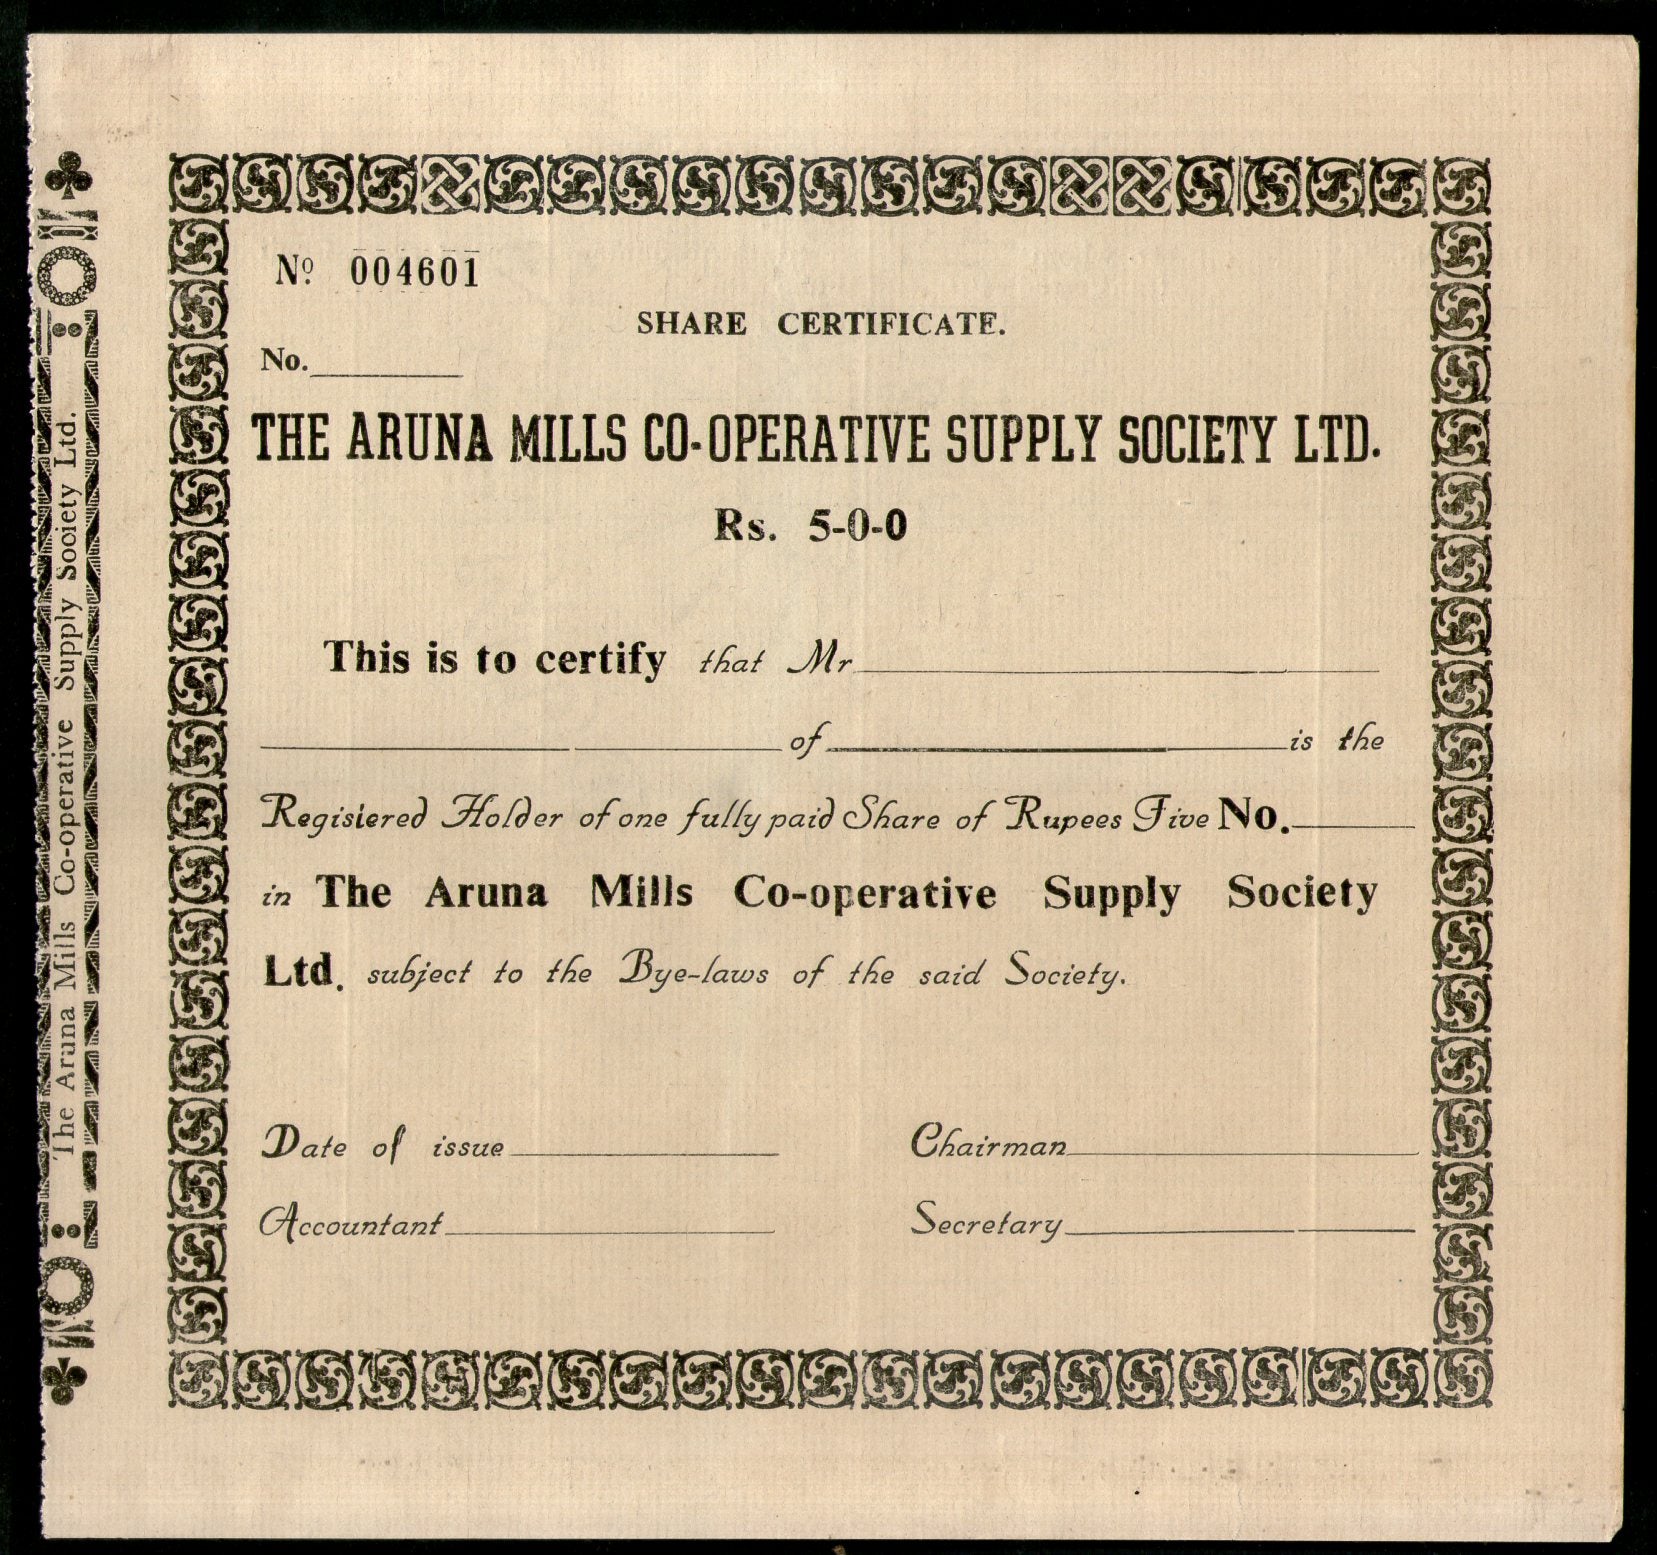 The Aruna Mills Co-operative Supply Society Ltd.
Nº 004601
SHARE CERTIFICATE.
No.
THE ARUNA MILLS CO-OPERATIVE SUPPLY SOCIETY LTD.
Rs. 5-0-0
This is to certify that Mr
of is the
Registered Holder of one fully paid Share of Rupees Five No.
in The Aruna Mills Co-operative Supply Society
Ltd. subject to the Bye-laws of the said Society.
Date of issue Chairman
Accountant Secretary